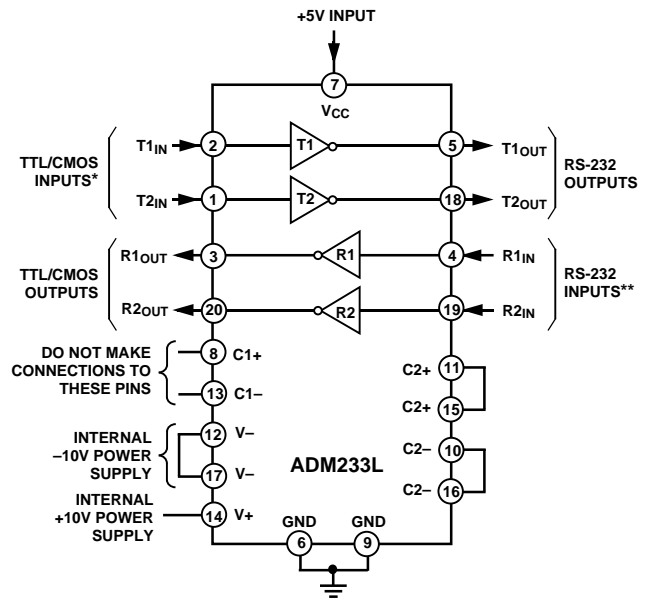 +5V INPUT
7
VCC
TTL/CMOS
INPUTS*
T1IN
2
T1
5
T1OUT
RS-232
OUTPUTS
T2IN
1
T2
18
T2OUT
TTL/CMOS
OUTPUTS
R1OUT
3
R1
4
R1IN
RS-232
INPUTS**
R2OUT
20
R2
19
R2IN
DO NOT MAKE
CONNECTIONS TO
THESE PINS
8
C1+
13
C1–
C2+
11
C2+
15
INTERNAL
–10V POWER
SUPPLY
12
V–
17
V–
C2–
10
C2–
16
ADM233L
INTERNAL
+10V POWER
SUPPLY
14
V+
GND
GND
6
9